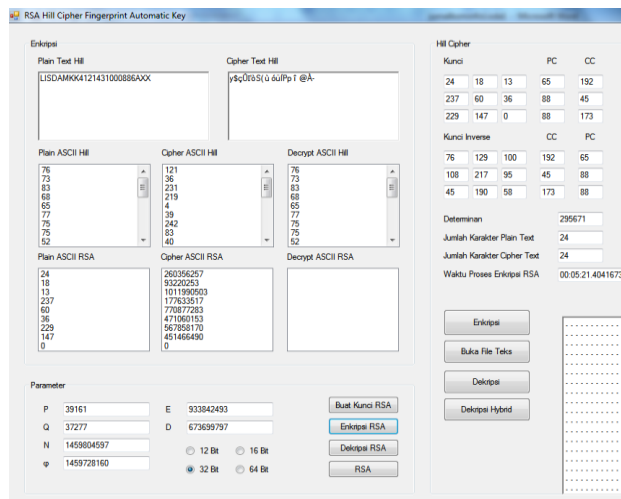 RSA Hill Cipher Fingerprint Automatic Key
Enkripsi
Plain Text Hill
Cipher Text Hill
LISDAMKK4121431000886AXX
Plain ASCII Hill
Cipher ASCII Hill
Decrypt ASCII Hill
76 121 76
73 36 73
83 231 83
68 219 68
65 4 65
77 39 77
75 242 75
75 83 75
52 40 52
Plain ASCII RSA
Cipher ASCII RSA
Decrypt ASCII RSA
24 260356257
18 93220253
13 1011990503
237 177633517
60 770877283
36 471060153
229 567858170
147 451466490
0 0
Parameter
P 39161
Q 37277
N 1459804597
φ 1459728160
E 933842493
D 673699797
12 Bit
16 Bit
32 Bit
64 Bit
Buat Kunci RSA
Enkripsi RSA
Dekripsi RSA
RSA
Hill Cipher
Kunci PC CC
24 18 13 65 192
237 60 36 88 45
229 147 0 88 173
Kunci Inverse CC PC
76 129 100 192 65
108 217 95 45 88
45 190 58 173 88
Determinan 295671
Jumlah Karakter Plain Text 24
Jumlah Karakter Cipher Text 24
Waktu Proses Enkripsi RSA 00:05:21.4041673
Enkripsi
Buka File Teks
Dekripsi
Dekripsi Hybrid